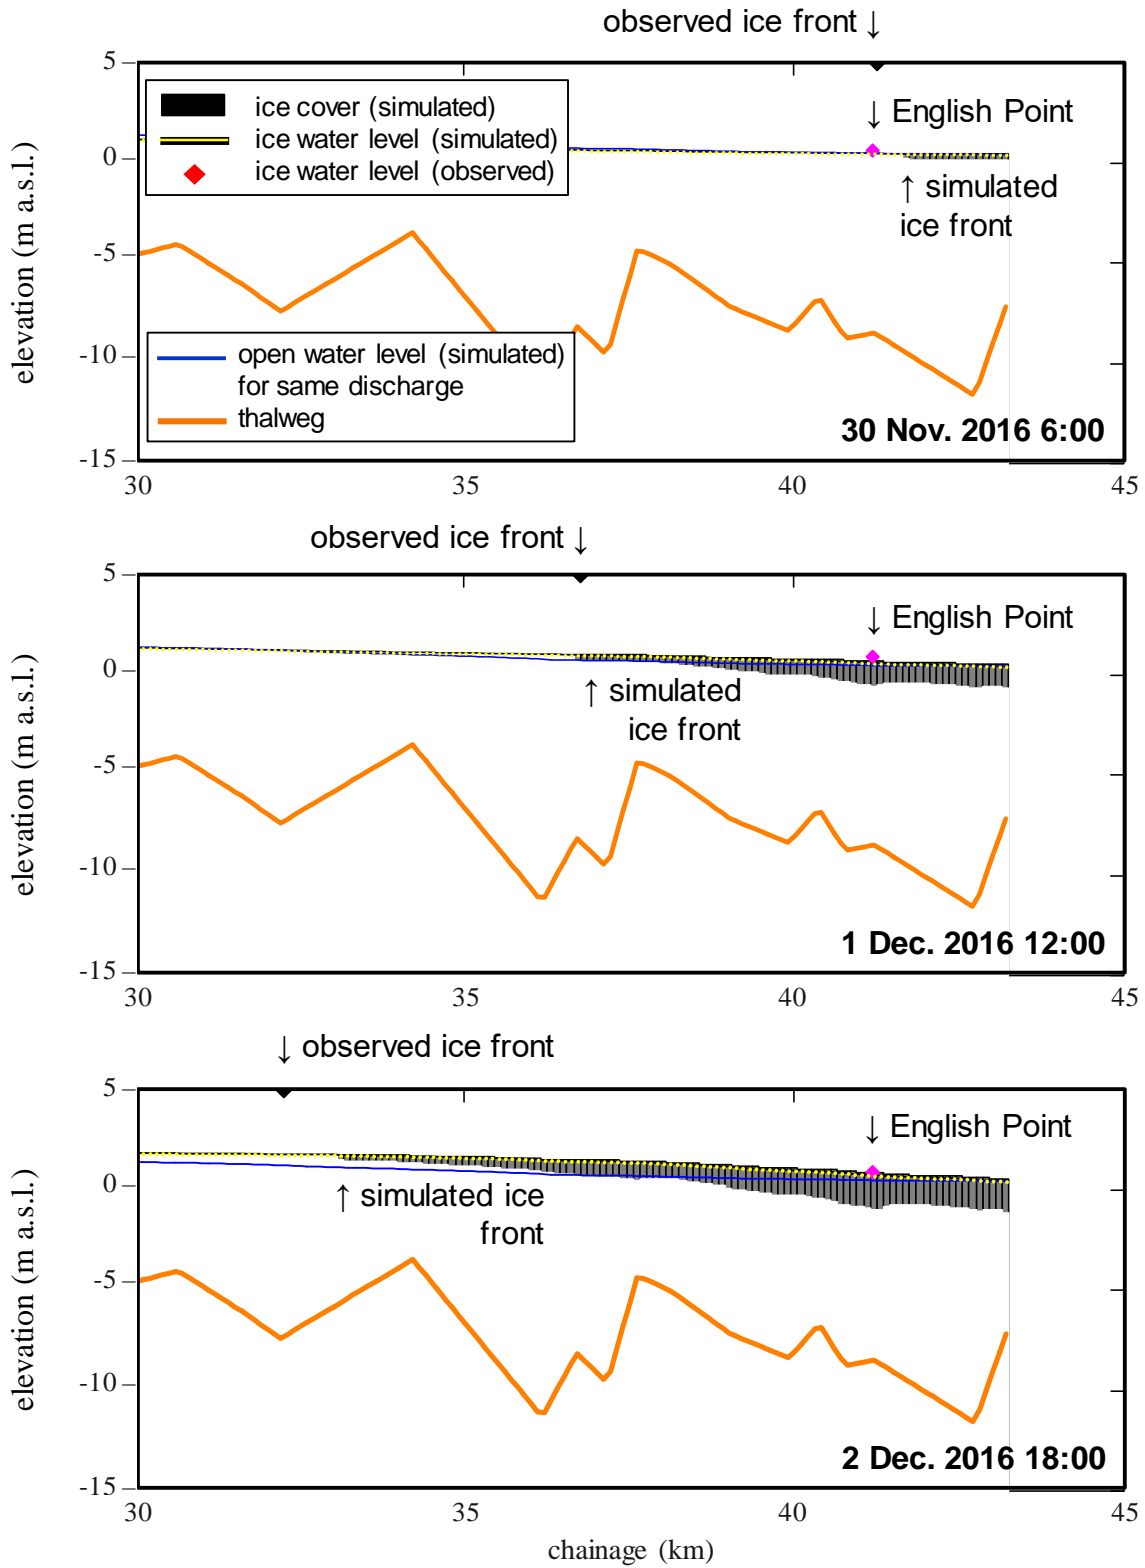 observed ice front ↓
5
ice cover (simulated)
ice water level (simulated)
ice water level (observed)
↓ English Point
0
↑ simulated
ice front
-5
open water level (simulated)
for same discharge
thalweg
-10
30 Nov. 2016 6:00
-15
30 35 40 45
elevation (m a.s.l.)
observed ice front ↓
5
↓ English Point
0
↑ simulated
ice front
-5
-10
1 Dec. 2016 12:00
-15
30 35 40 45
elevation (m a.s.l.)
↓ observed ice front
5
↓ English Point
0
↑ simulated ice
front
-5
-10
2 Dec. 2016 18:00
-15
30 35 40 45
elevation (m a.s.l.)
chainage (km)